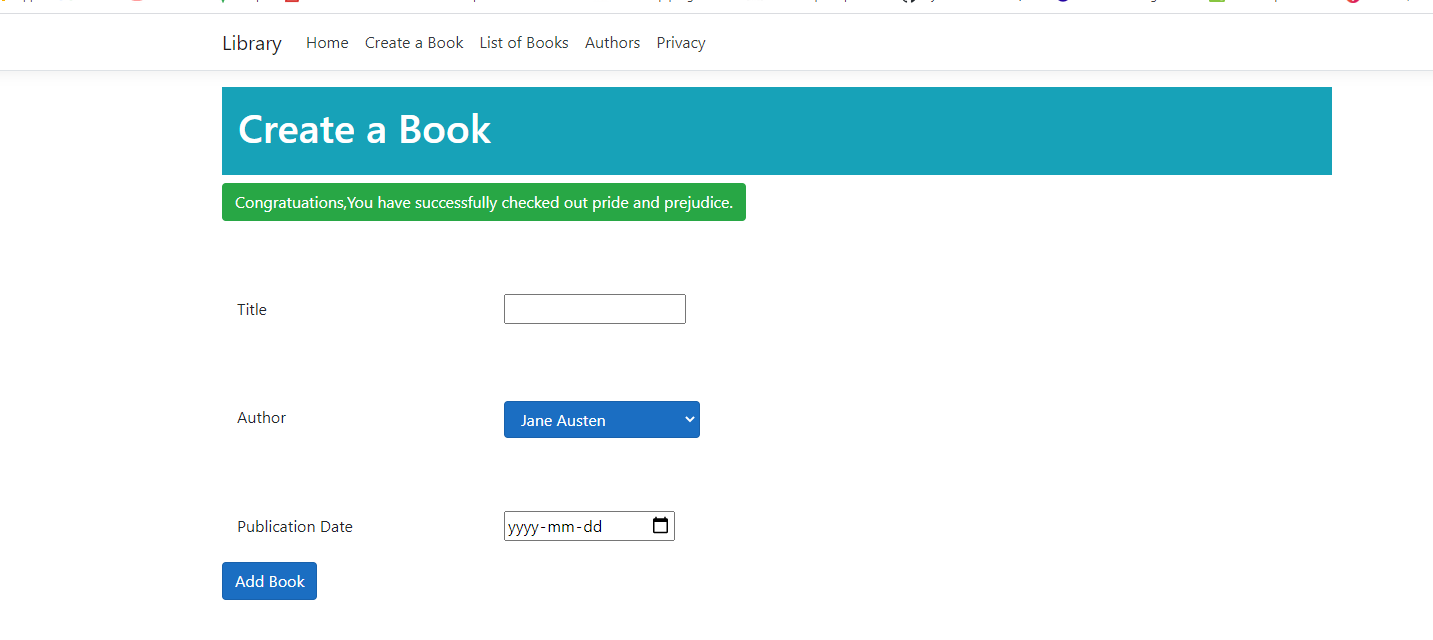 Library Home Create a Book List of Books Authors Privacy
Create a Book
Congratuations,You have successfully checked out pride and prejudice.
Title
Author Jane Austen
Publication Date yyyy-mm-dd
Add Book